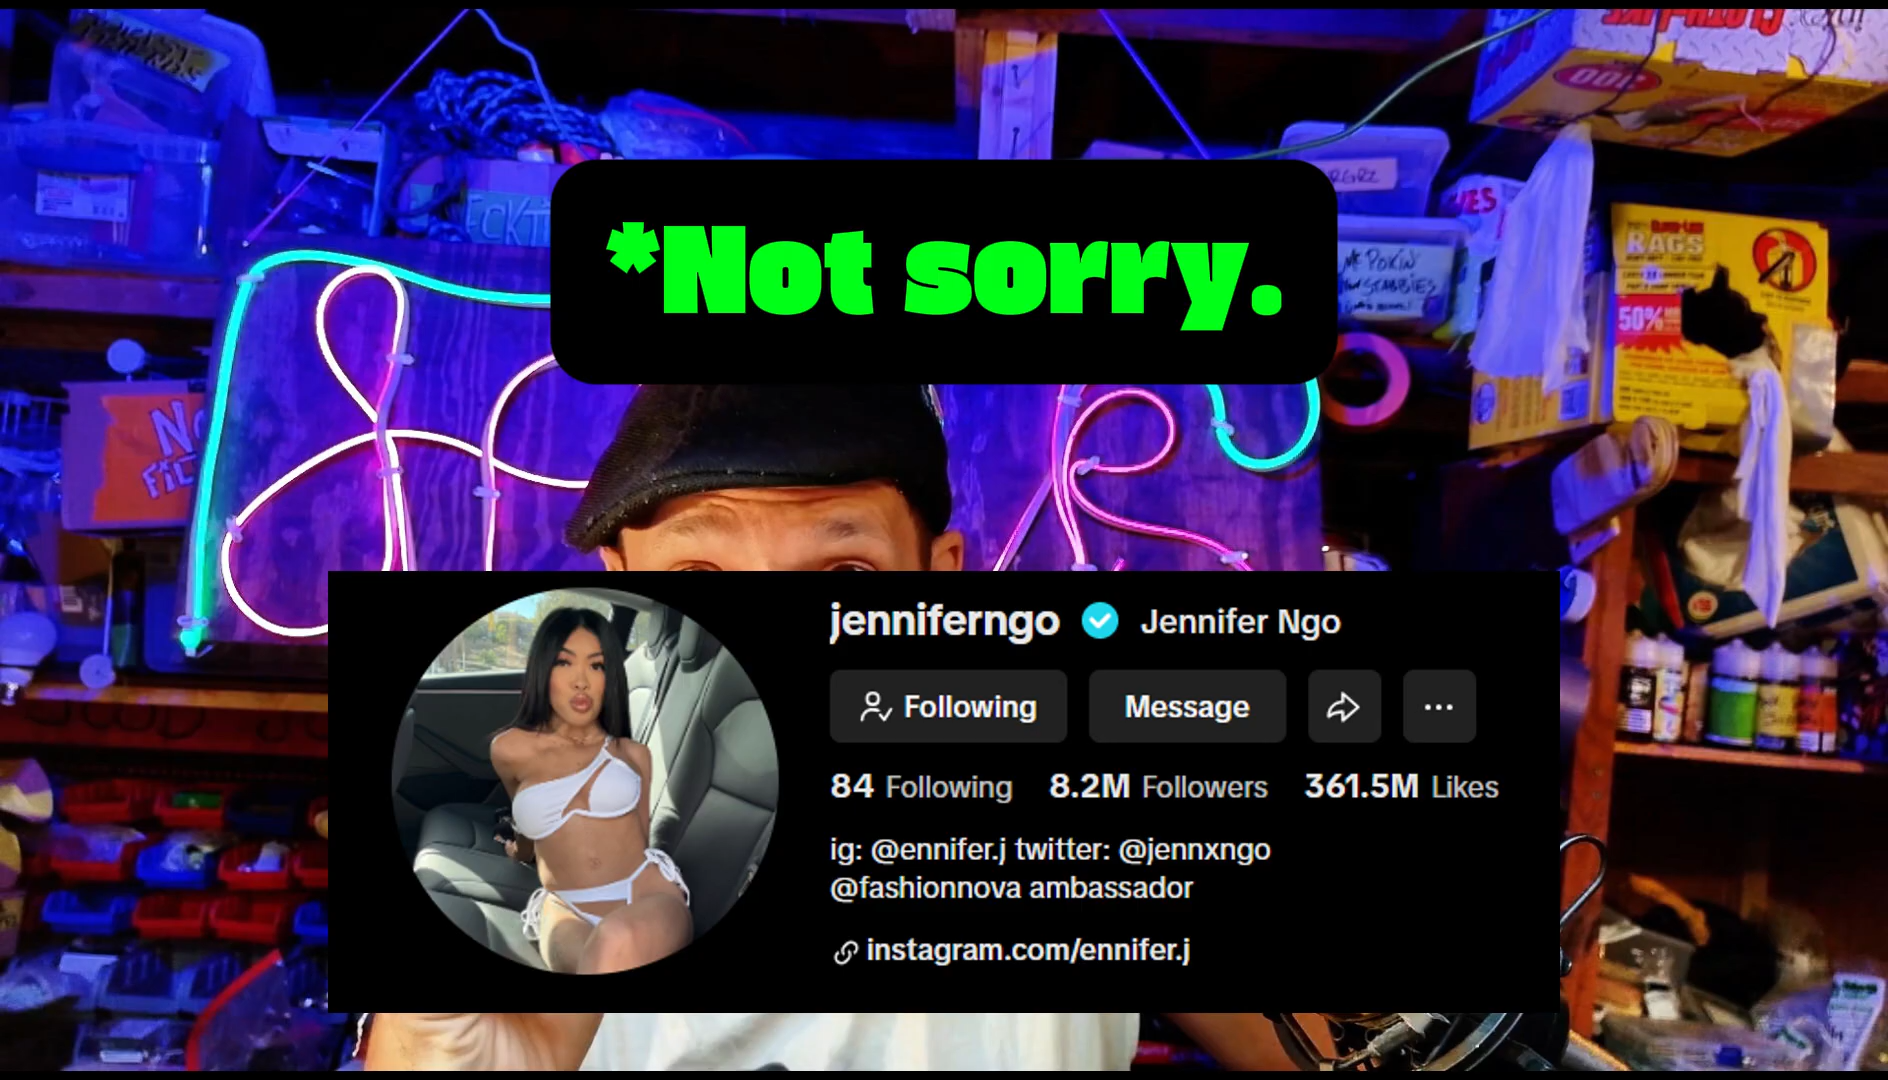 *Not sorry.
RAGS
50%
jenniferngo Jennifer Ngo
Following Message
84 Following 8.2M Followers 361.5M Likes
ig: @ennifer.j twitter: @jennxngo
@fashionnova ambassador
instagram.com/ennifer.j